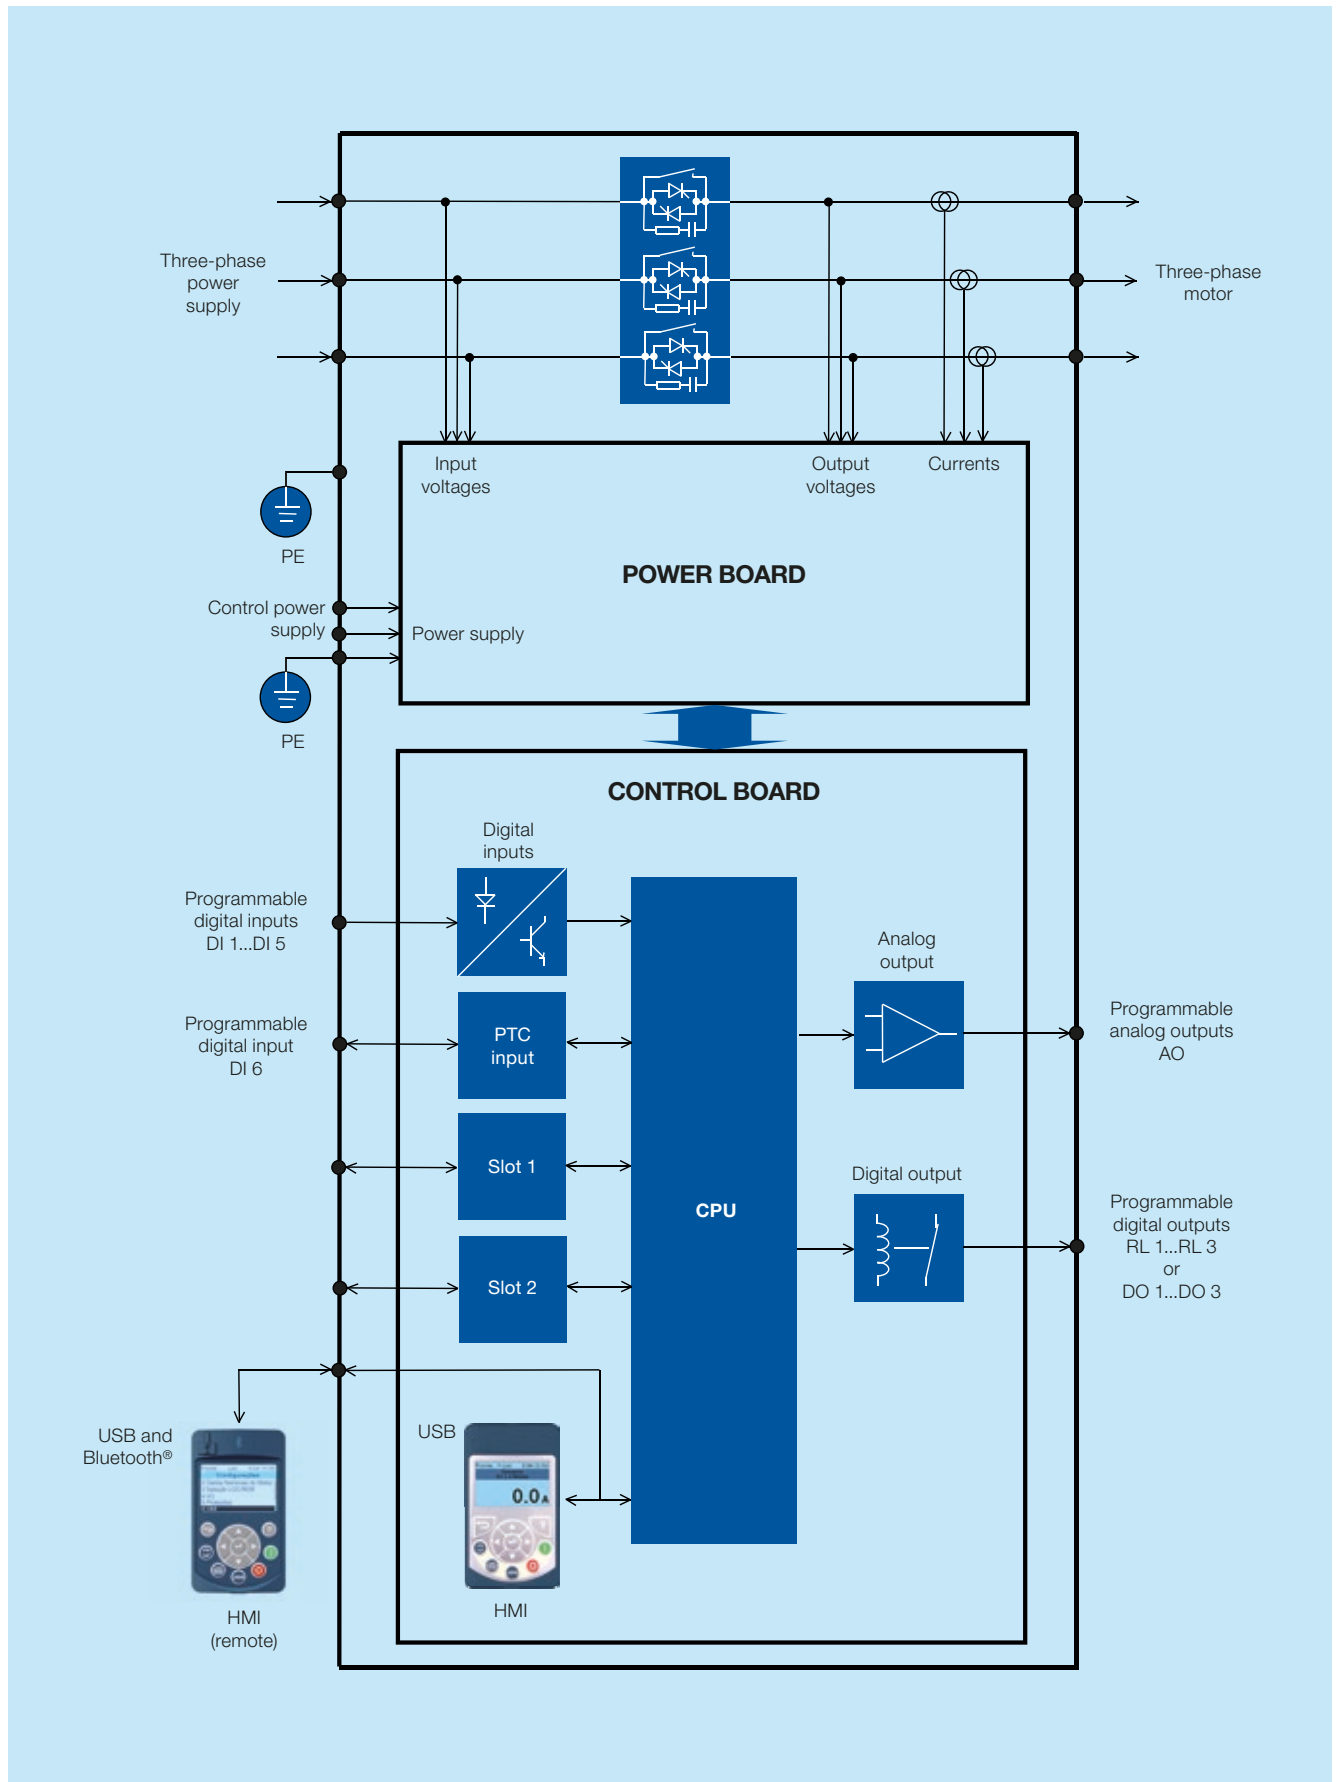 Three-phase
power
supply
Three-phase
motor
Input
voltages
Output
voltages
Currents
PE
POWER BOARD
Control power
supply
Power supply
PE
CONTROL BOARD
Digital
inputs
Programmable
digital inputs
DI 1...DI 5
Analog
output
Programmable
digital input
DI 6
PTC
input
Programmable
analog outputs
AO
Slot 1
Digital output
CPU
Programmable
digital outputs
RL 1...RL 3
or
DO 1...DO 3
Slot 2
USB and
Bluetooth®
USB
Configurações
0.0A
HMI
HMI
(remote)